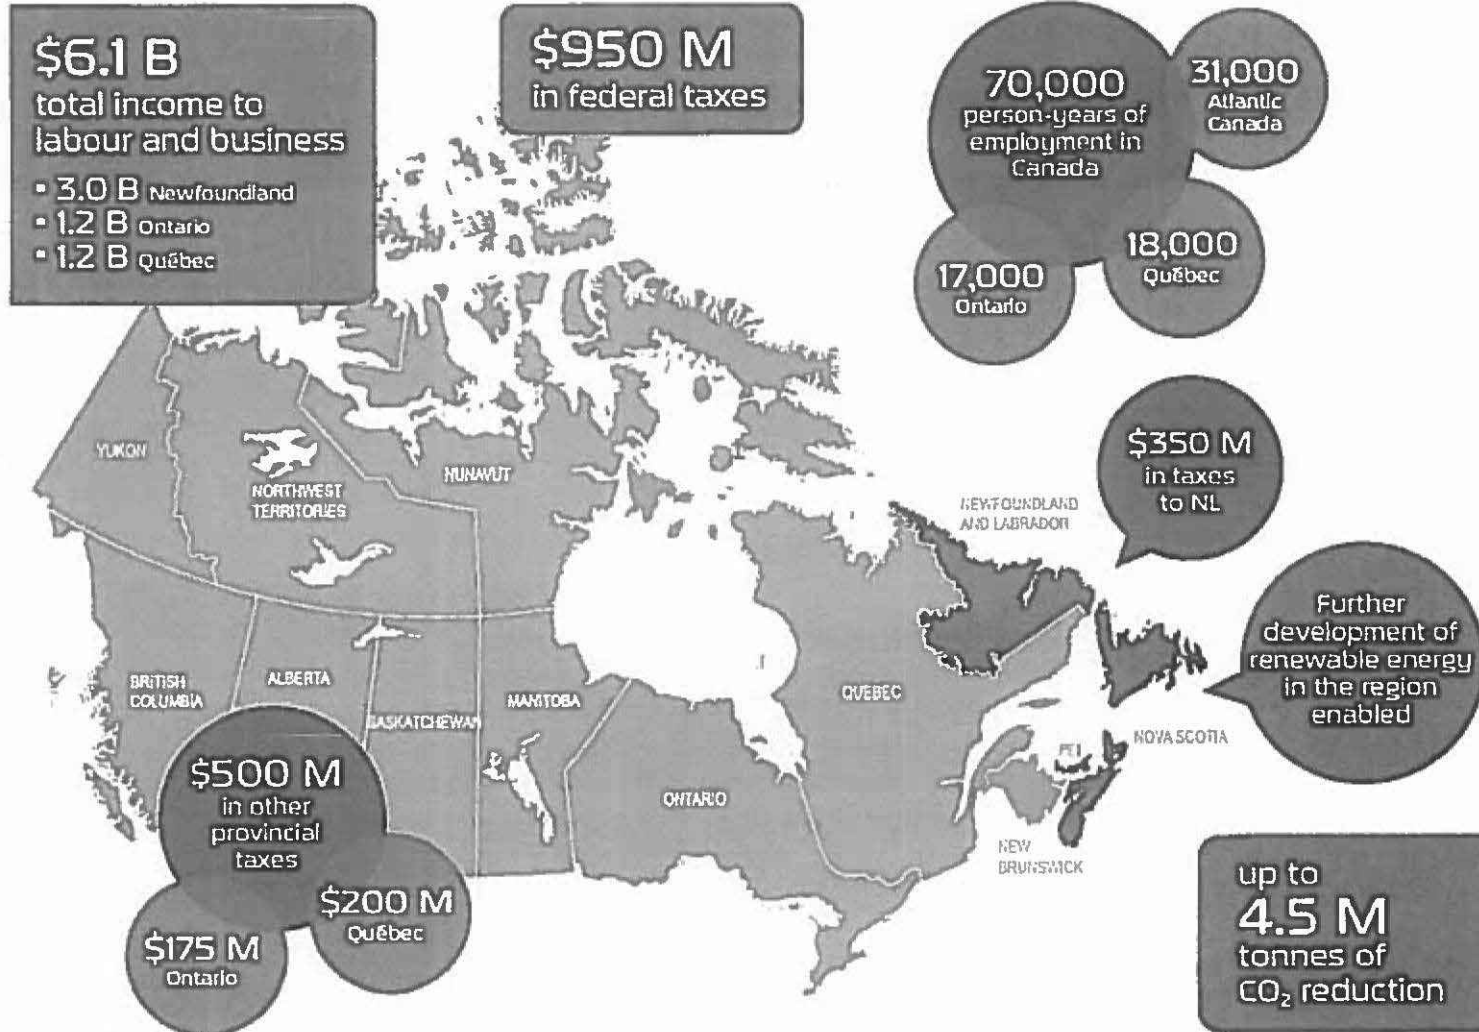 $6.1 B
total income to
labour and business
▪ 3.0 B Newfoundland
▪ 1.2 B Ontario
▪ 1.2 B Québec
$950 M
in federal taxes
70,000
person-years of
employment in
Canada
31,000
Atlantic
Canada
18,000
Québec
17,000
Ontario
$350 M
in taxes
to NL
Further
development of
renewable energy
in the region
enabled
YUKON
NORTHWEST
TERRITORIES
NUNAVUT
NEWFOUNDLAND
AND LABRADOR
BRITISH
COLUMBIA
ALBERTA
SASKATCHEWAN
MANITOBA
ONTARIO
QUEBEC
PEI
NOVA SCOTIA
NEW
BRUNSWICK
$500 M
in other
provincial
taxes
$200 M
Québec
$175 M
Ontario
up to
4.5 M
tonnes of
CO₂ reduction